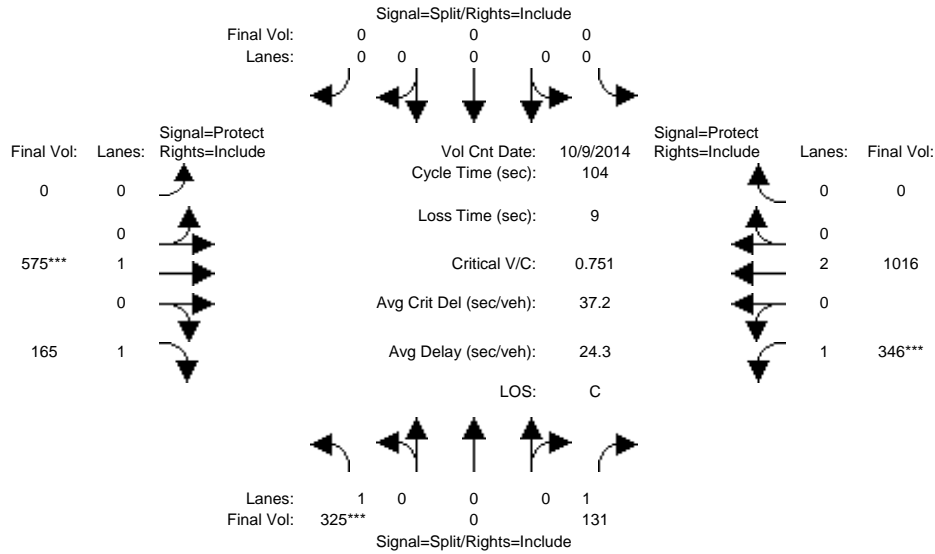 Signal=Split/Rights=Include
Final Vol: 0 0 0
Lanes: 0 0 0 0 0
Signal=Protect Signal=Protect
Final Vol: Lanes: Rights=Include Vol Cnt Date: 10/9/2014 Rights=Include Lanes: Final Vol:
Cycle Time (sec): 104
0 0 0 0
Loss Time (sec): 9
0 0
575*** 1 Critical V/C: 0.751 2 1016
0 Avg Crit Del (sec/veh): 37.2 0
165 1 Avg Delay (sec/veh): 24.3 1 346***
LOS: C
Lanes: 1 0 0 0 1
Final Vol: 325*** 0 131
Signal=Split/Rights=Include